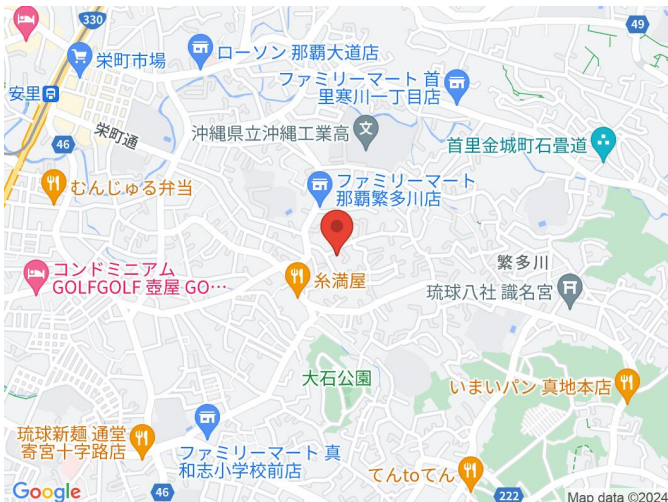 330
49
栄町市場
ローソン 那覇大道店
ファミリーマート 首
里寒川一丁目店
安里
栄町通
46
沖縄県立沖縄工業高
首里金城町石畳道
むんじゅる弁当
ファミリーマート
那覇繁多川店
繁多川
コンドミニアム
GOLFGOLF 壺屋 GO…
糸満屋
琉球八社 識名宮
大石公園
いまいパン 真地本店
琉球新麺 通堂
寄宮十字路店
ファミリーマート 真
和志小学校前店
てんtoてん
Google
46
222
Map data ©2024